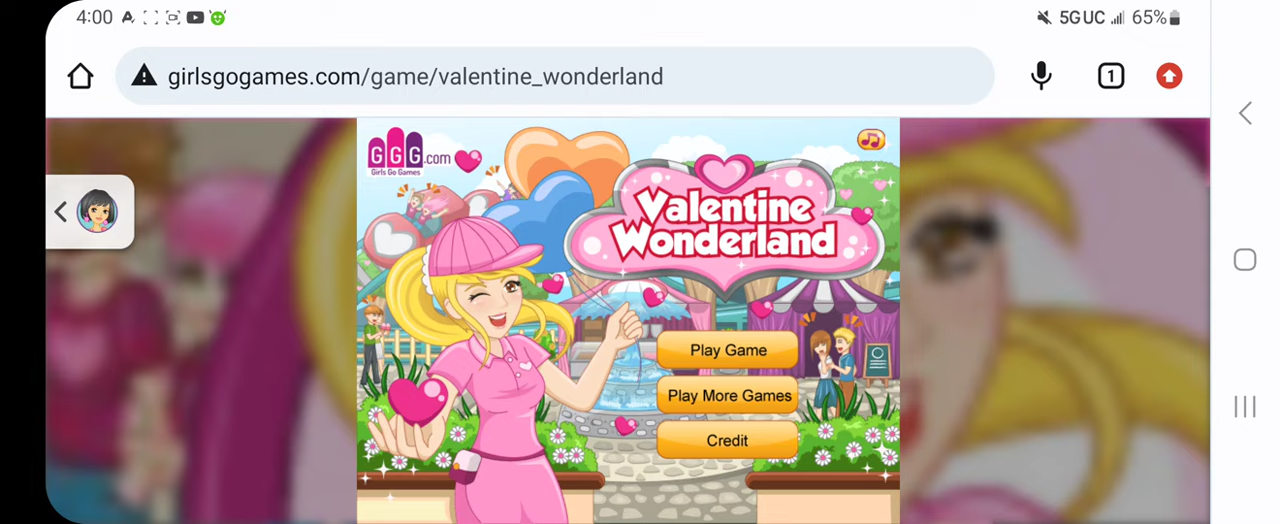 4:00
5G UC
65%
girlsgogames.com/game/valentine_wonderland
1
GGG.com
Girls Go Games
Valentine
Wonderland
Play Game
Play More Games
Credit